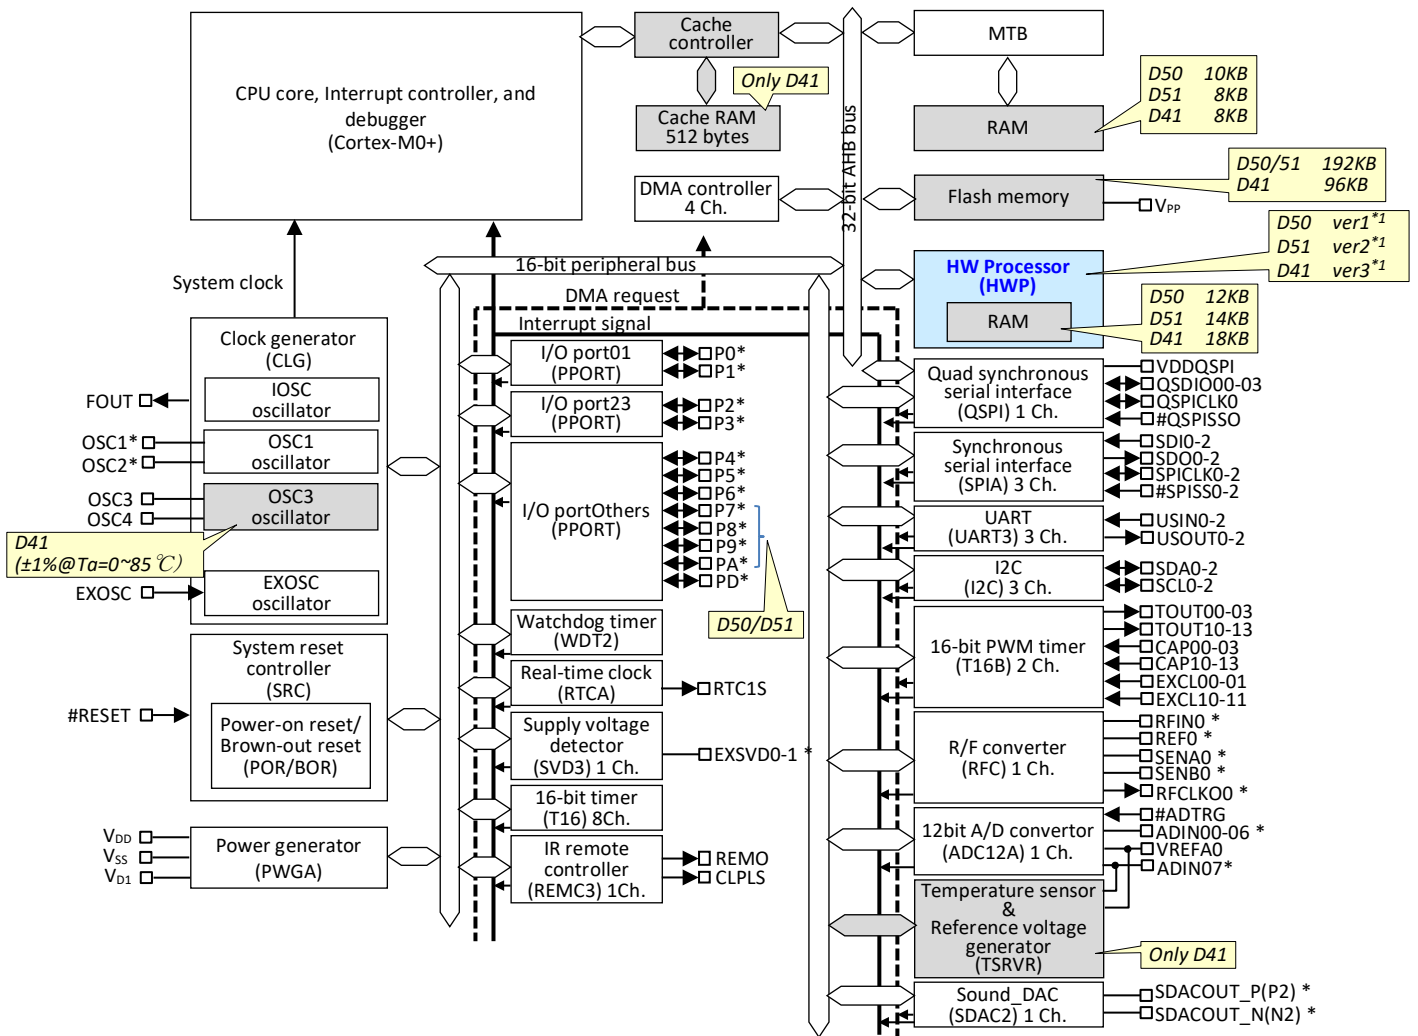 CPU core, Interrupt controller, and
debugger
(Cortex-M0+)
Cache
controller
Only D41
Cache RAM
512 bytes
DMA controller
4 Ch.
32-bit AHB bus
MTB
RAM
D50 10KB
D51 8KB
D41 8KB
Flash memory
D50/51 192KB
D41 96KB
VPP
HW Processor
(HWP)
RAM
D50 ver1*1
D51 ver2*1
D41 ver3*1
D50 12KB
D51 14KB
D41 18KB
System clock
16-bit peripheral bus
DMA request
Interrupt signal
Clock generator
(CLG)
IOSC
oscillator
OSC1
oscillator
OSC3
oscillator
EXOSC
oscillator
FOUT
OSC1*
OSC2*
OSC3
OSC4
D41
(±1%@Ta=0~85 ℃)
EXOSC
System reset
controller
(SRC)
Power-on reset/
Brown-out reset
(POR/BOR)
#RESET
Power generator
(PWGA)
VDD
VSS
VD1
I/O port01
(PPORT)
P0*
P1*
I/O port23
(PPORT)
P2*
P3*
I/O portOthers
(PPORT)
P4*
P5*
P6*
P7*
P8*
P9*
PA*
PD*
D50/D51
Watchdog timer
(WDT2)
Real-time clock
(RTCA)
RTC1S
Supply voltage
detector
(SVD3) 1 Ch.
EXSVD0-1 *
16-bit timer
(T16) 8Ch.
IR remote
controller
(REMC3) 1Ch.
REMO
CLPLS
Quad synchronous
serial interface
(QSPI) 1 Ch.
VDDQSPI
QSDIO00-03
QSPICLK0
#QSPISSO
Synchronous
serial interface
(SPIA) 3 Ch.
SDI0-2
SDO0-2
SPICLK0-2
#SPISS0-2
UART
(UART3) 3 Ch.
USIN0-2
USOUT0-2
I2C
(I2C) 3 Ch.
SDA0-2
SCL0-2
16-bit PWM timer
(T16B) 2 Ch.
TOUT00-03
TOUT10-13
CAP00-03
CAP10-13
EXCL00-01
EXCL10-11
R/F converter
(RFC) 1 Ch.
RFIN0 *
REF0 *
SENA0 *
SENB0 *
RFCLKO0 *
12bit A/D convertor
(ADC12A) 1 Ch.
#ADTRG
ADIN00-06 *
VREFA0
ADIN07*
Temperature sensor
&
Reference voltage
generator
(TSRVR)
Only D41
Sound_DAC
(SDAC2) 1 Ch.
SDACOUT_P(P2) *
SDACOUT_N(N2) *